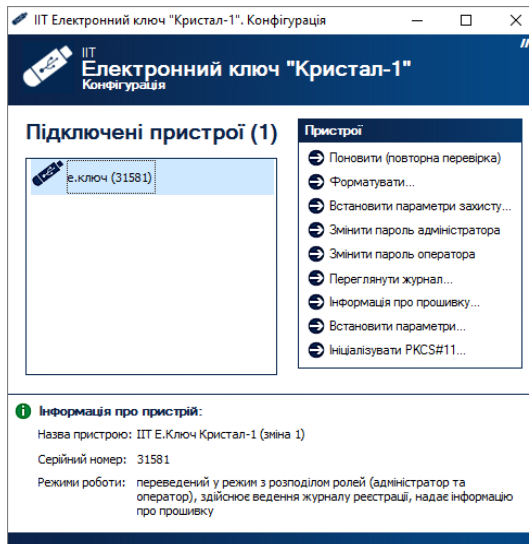 ІІТ Електронний ключ "Кристал-1". Конфігурація
ІІТ
Електронний ключ "Кристал-1"
Конфігурація
Підключені пристрої (1)
е.ключ (31581)
Пристрої
Поновити (повторна перевірка)
Форматувати...
Встановити параметри захисту...
Змінити пароль адміністратора
Змінити пароль оператора
Переглянути журнал...
Інформація про прошивку...
Встановити параметри...
Ініціалізувати PKCS#11...
Інформація про пристрій:
Назва пристрою: ІІТ Е.Ключ Кристал-1 (зміна 1)
Серійний номер: 31581
Режими роботи: переведений у режим з розподілом ролей (адміністратор та
оператор), здійснює ведення журналу реєстрації, надає інформацію
про прошивку